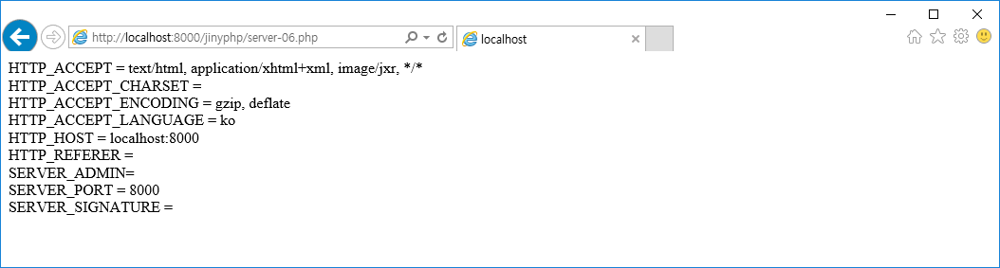 http://localhost:8000/jinyphp/server-06.php
localhost
HTTP_ACCEPT = text/html, application/xhtml+xml, image/jxr, */*
HTTP_ACCEPT_CHARSET =
HTTP_ACCEPT_ENCODING = gzip, deflate
HTTP_ACCEPT_LANGUAGE = ko
HTTP_HOST = localhost:8000
HTTP_REFERER =
SERVER_ADMIN=
SERVER_PORT = 8000
SERVER_SIGNATURE =